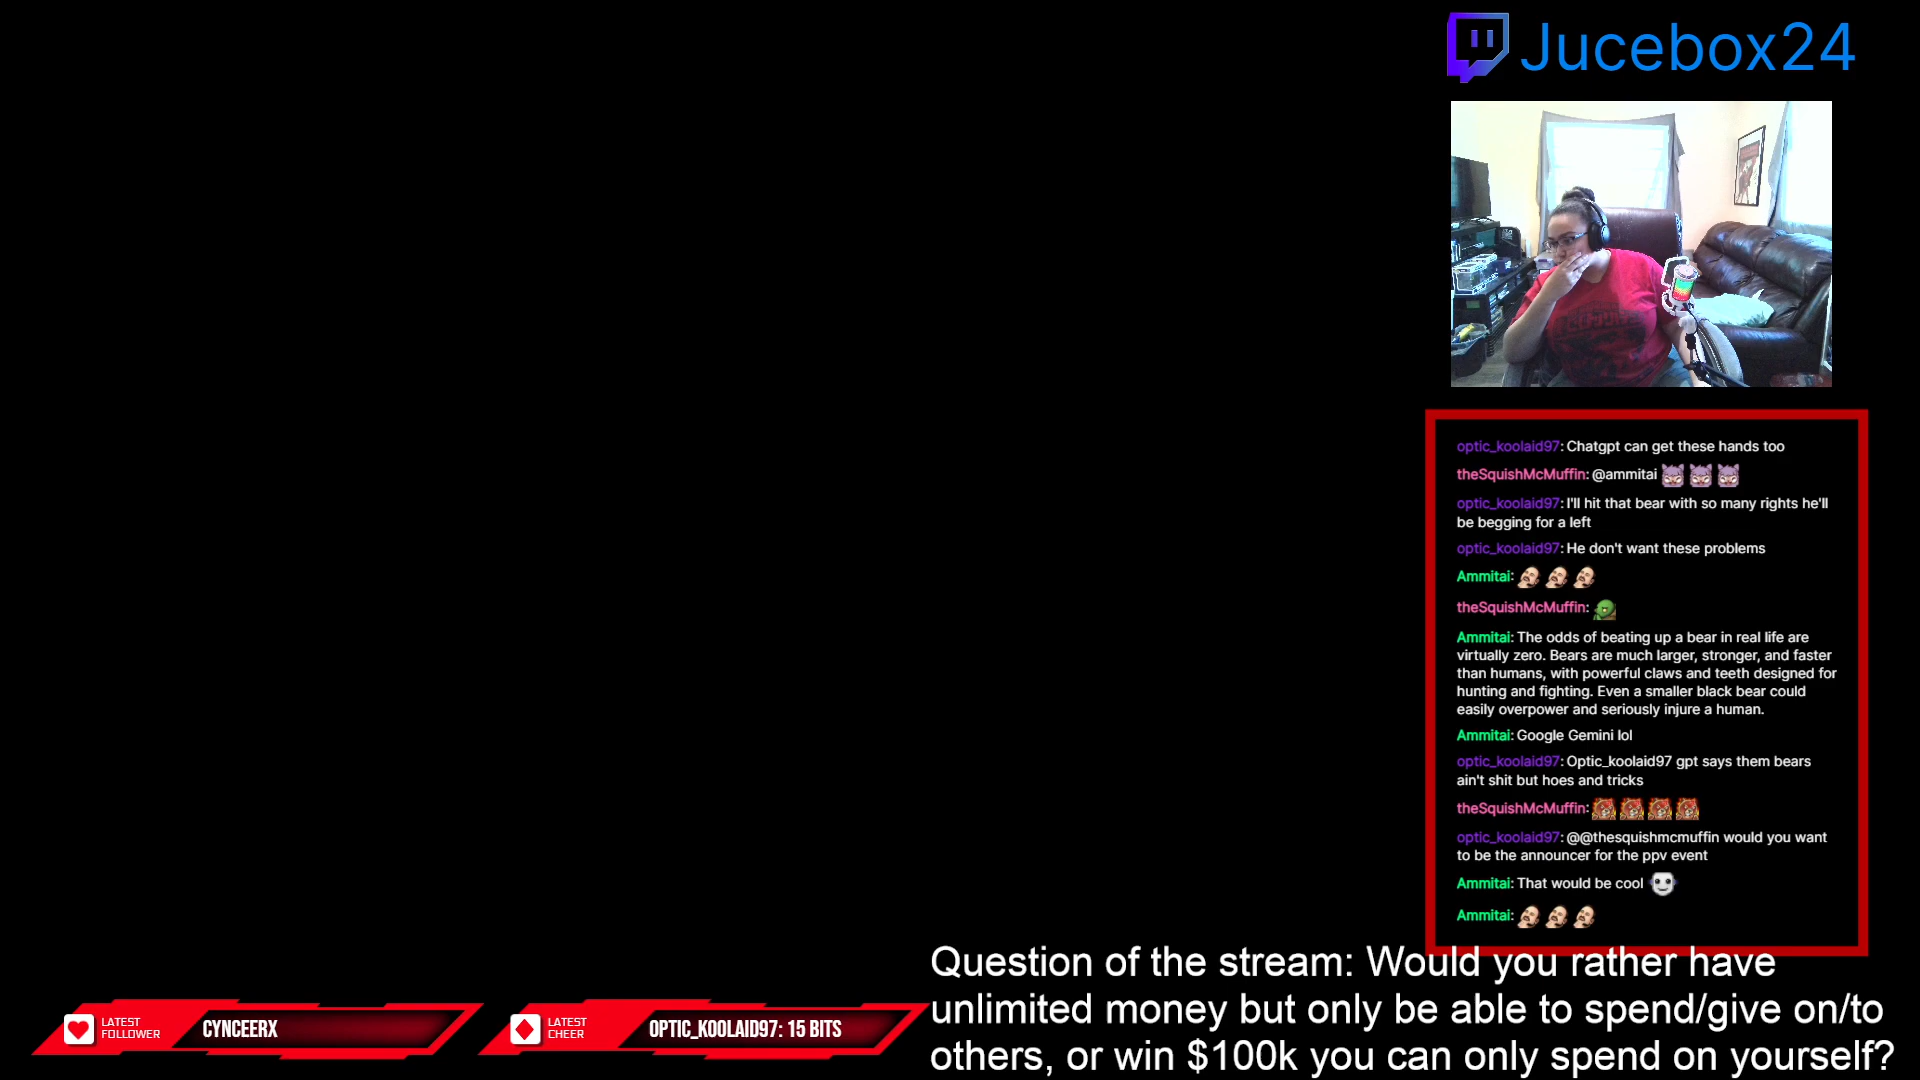 Jucebox24
optic_koolaid97: Chatgpt can get these hands too
theSquishMcMuffin: @ammitai
optic_koolaid97: I'll hit that bear with so many rights he'll
be begging for a left
optic_koolaid97: He don't want these problems
Ammitai:
theSquishMcMuffin:
Ammitai: The odds of beating up a bear in real life are
virtually zero. Bears are much larger, stronger, and faster
than humans, with powerful claws and teeth designed for
hunting and fighting. Even a smaller black bear could
easily overpower and seriously injure a human.
Ammitai: Google Gemini lol
optic_koolaid97: Optic_koolaid97 gpt says them bears
ain't shit but hoes and tricks
theSquishMcMuffin:
optic_koolaid97: @@thesquishmcmuffin would you want
to be the announcer for the ppv event
Ammitai: That would be cool
Ammitai:
Question of the stream: Would you rather have
unlimited money but only be able to spend/give on/to
others, or win $100k you can only spend on yourself?
LATEST
FOLLOWER
CYNCEERX
LATEST
CHEER
OPTIC_KOOLAID97: 15 BITS